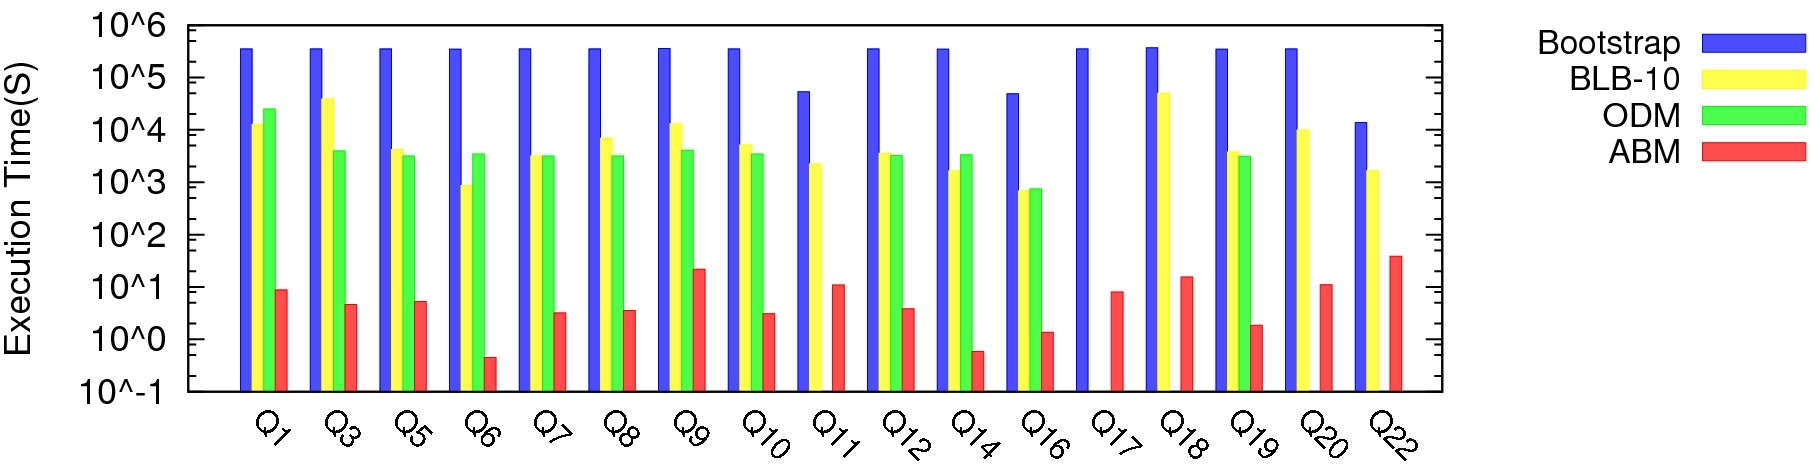 Execution Time(S)
10^6
10^5
10^4
10^3
10^2
10^1
10^0
10^-1
Q1 Q3 Q5 Q6 Q7 Q8 Q9 Q10 Q11 Q12 Q14 Q16 Q17 Q18 Q19 Q20 Q22
Bootstrap
BLB-10
ODM
ABM